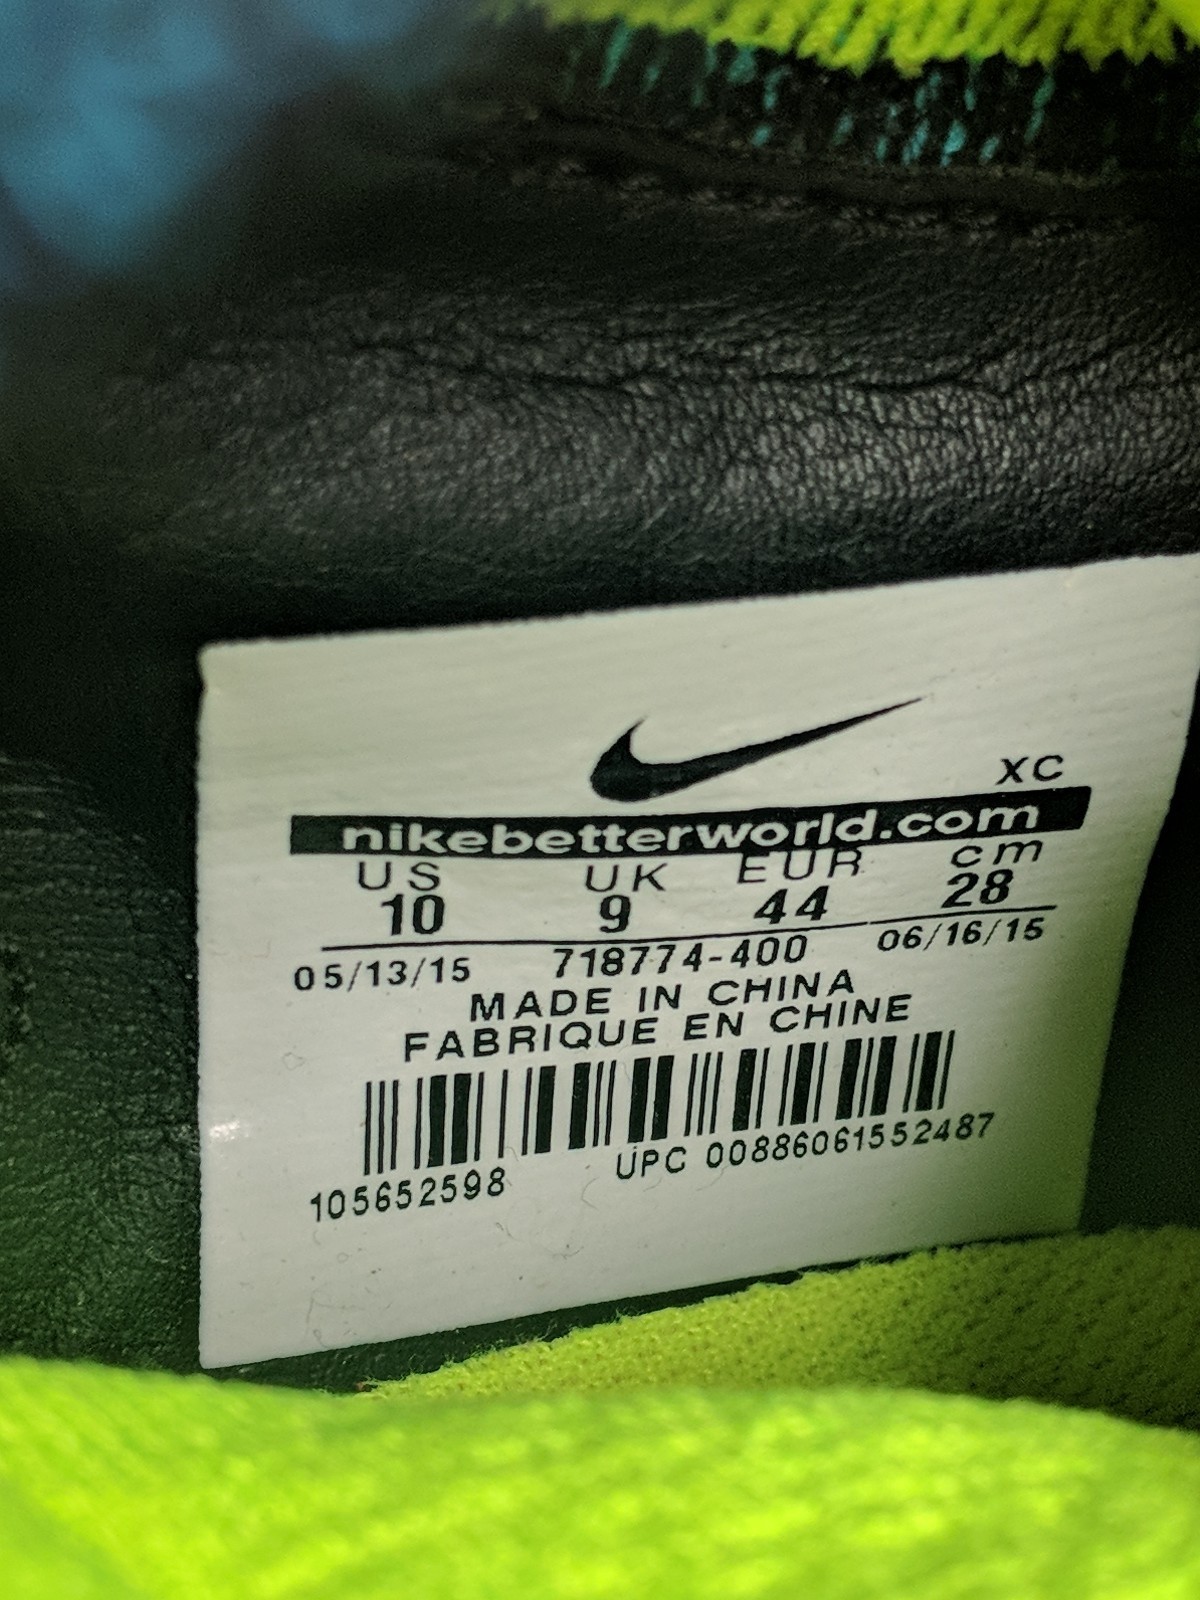 XC
nikebetterworld.com
US UK EUR cm
10 9 44 28
05/13/15 718774-400 06/16/15
MADE IN CHINA
FABRIQUE EN CHINE
105652598 UPC 00886061552487